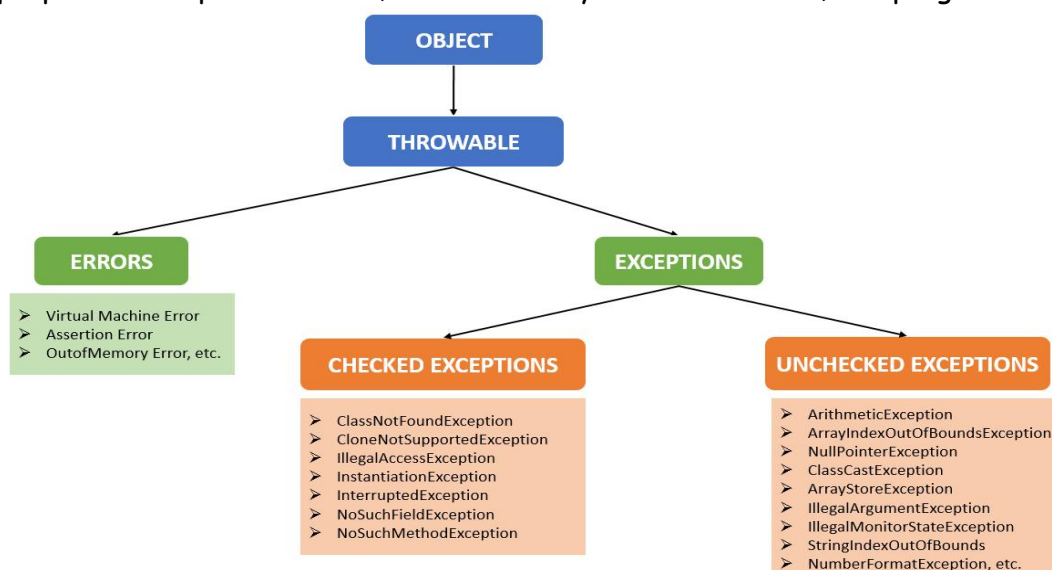 OBJECT
THROWABLE
ERRORS
EXCEPTIONS
➤ Virtual Machine Error
➤ Assertion Error
➤ OutofMemory Error, etc.
CHECKED EXCEPTIONS
➤ ClassNotFoundException
➤ CloneNotSupportedException
➤ IllegalAccessException
➤ InstantiationException
➤ InterruptedException
➤ NoSuchFieldException
➤ NoSuchMethodException
UNCHECKED EXCEPTIONS
➤ ArithmeticException
➤ ArrayIndexOutOfBoundsException
➤ NullPointerException
➤ ClassCastException
➤ ArrayStoreException
➤ IllegalArgumentException
➤ IllegalMonitorStateException
➤ StringIndexOutOfBounds
➤ NumberFormatException, etc.